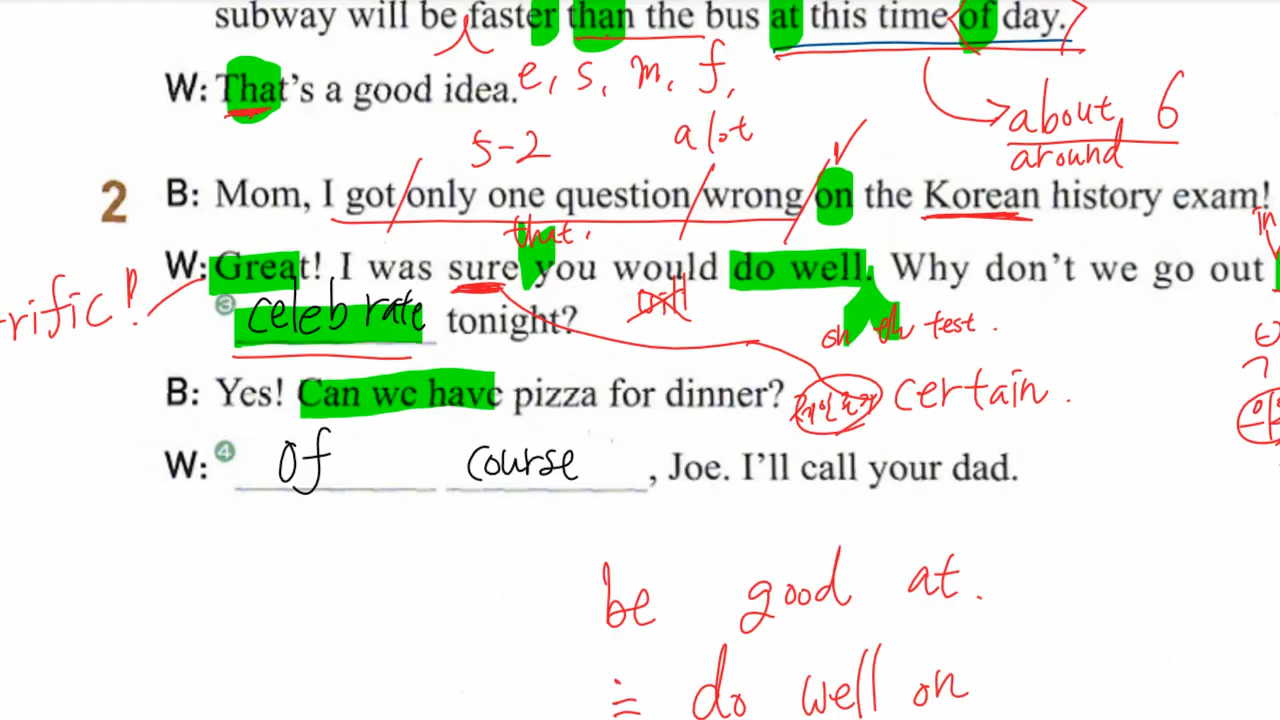 subway will be faster than the bus at this time of day.
W: That's a good idea. e, s, m, f,
about, 6
around
5-2
a lot
2 B: Mom, I got only one question wrong on the Korean history exam!
that.
in
W: Great! I was sure you would do well. Why don't we go out
rific!
③ celebrate tonight?
on test.
B: Yes! Can we have pizza for dinner? certain.
W: ④ Of course, Joe. I'll call your dad.
be good at.
≒ do well on